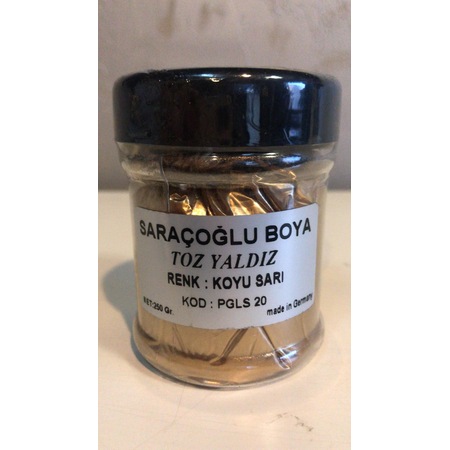 SARAÇOĞLU BOYA
TOZ YALDIZ
RENK : KOYU SARI
KOD : PGLS 20
NET:250 Gr.
made in Germany